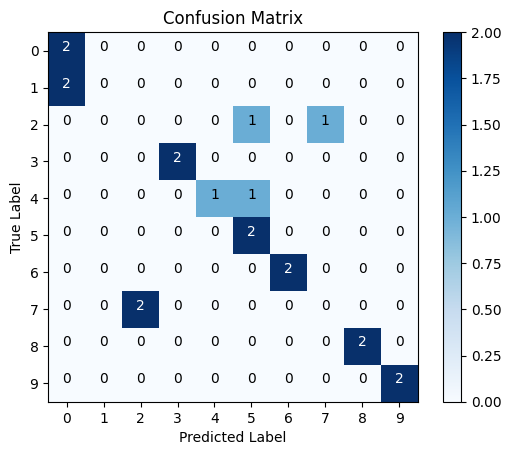 Confusion Matrix
0 2 0 0 0 0 0 0 0 0 0 2.00
1 2 0 0 0 0 0 0 0 0 0 1.75
2 0 0 0 0 0 1 0 1 0 0 1.50
3 0 0 0 2 0 0 0 0 0 0
4 0 0 0 0 1 1 0 0 0 0 1.25
5 0 0 0 0 0 2 0 0 0 0 1.00
6 0 0 0 0 0 0 2 0 0 0 0.75
7 0 0 2 0 0 0 0 0 0 0 0.50
8 0 0 0 0 0 0 0 0 2 0 0.25
9 0 0 0 0 0 0 0 0 0 2 0.00
0 1 2 3 4 5 6 7 8 9
Predicted Label
True Label